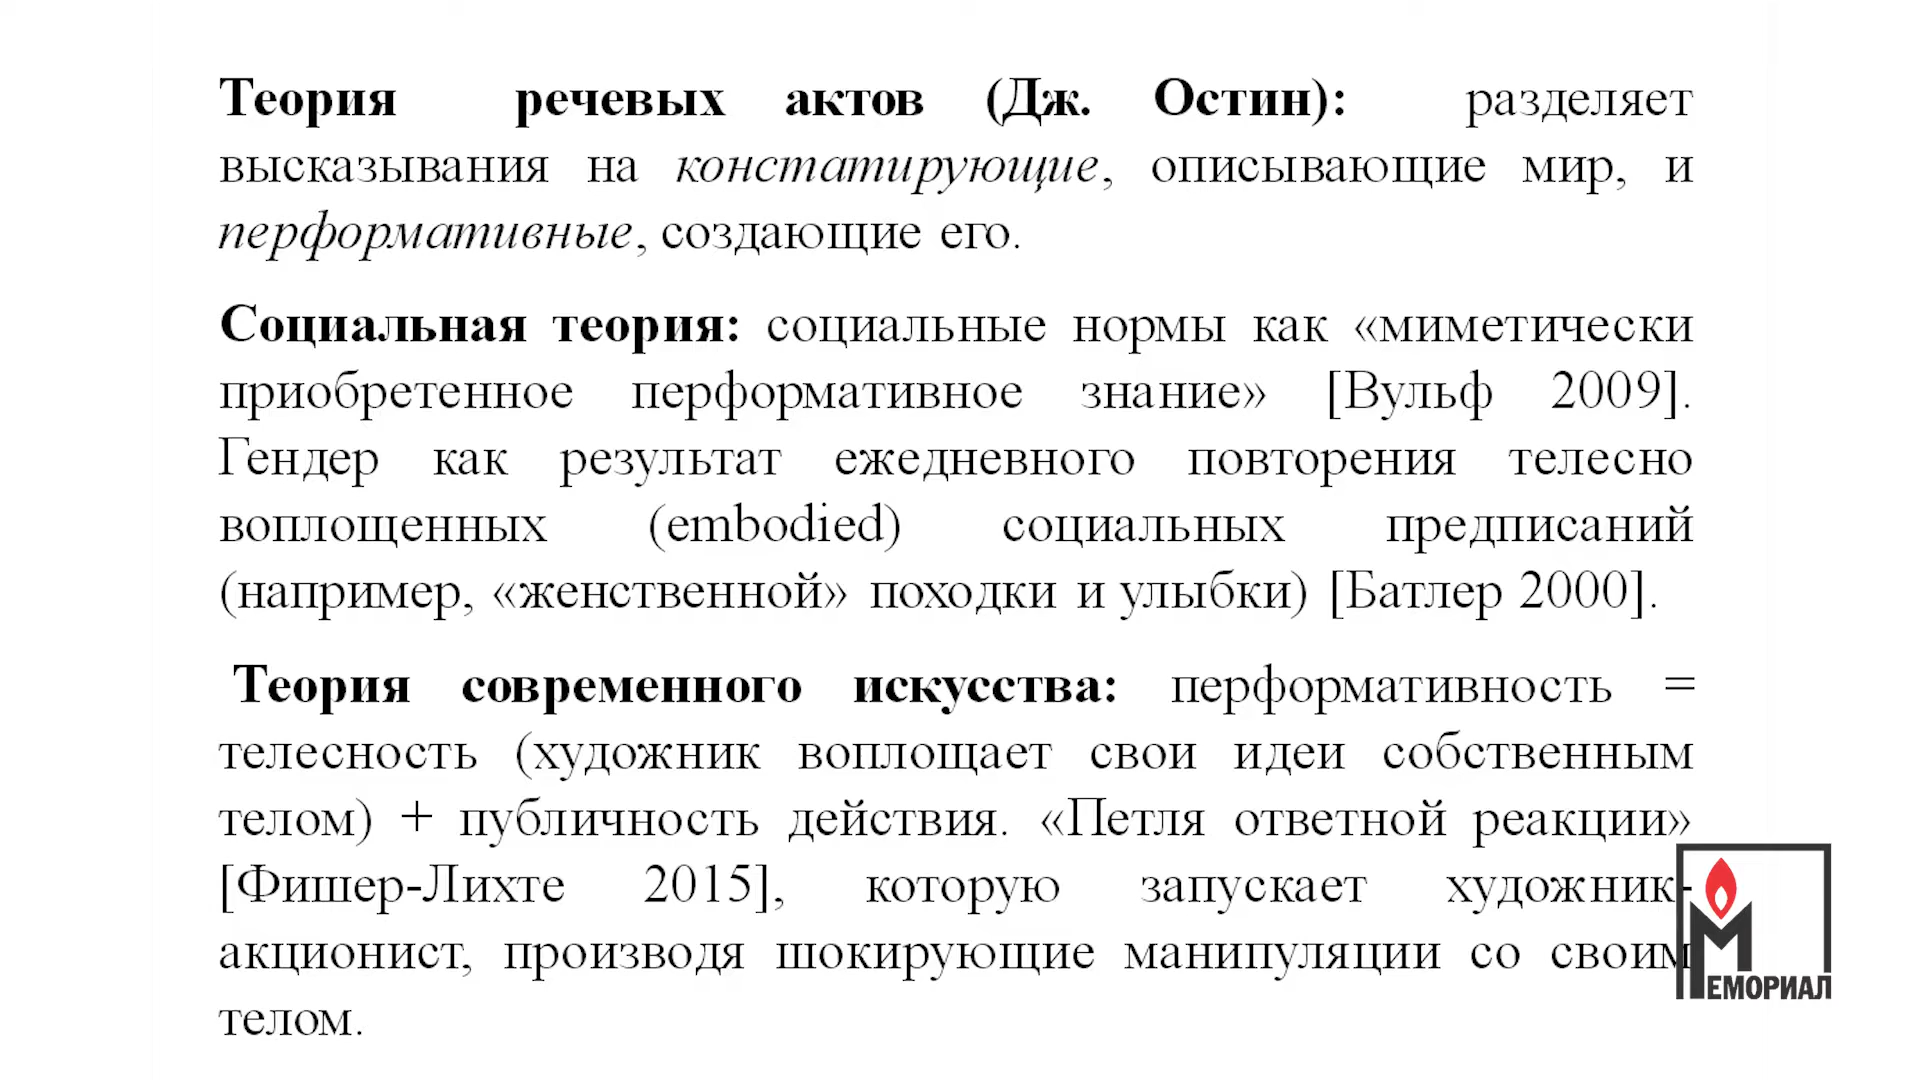 Теория речевых актов (Дж. Остин): разделяет
высказывания на констатирующие, описывающие мир, и
перформативные, создающие его.
Социальная теория: социальные нормы как «миметически
приобретенное перформативное знание» [Вульф 2009].
Гендер как результат ежедневного повторения телесно
воплощенных (embodied) социальных предписаний
(например, «женственной» походки и улыбки) [Батлер 2000].
Теория современного искусства: перформативность =
телесность (художник воплощает свои идеи собственным
телом) + публичность действия. «Петля ответной реакции»
[Фишер-Лихте 2015], которую запускает художник-
акционист, производя шокирующие манипуляции со своим
телом.
МЕМОРИАЛ